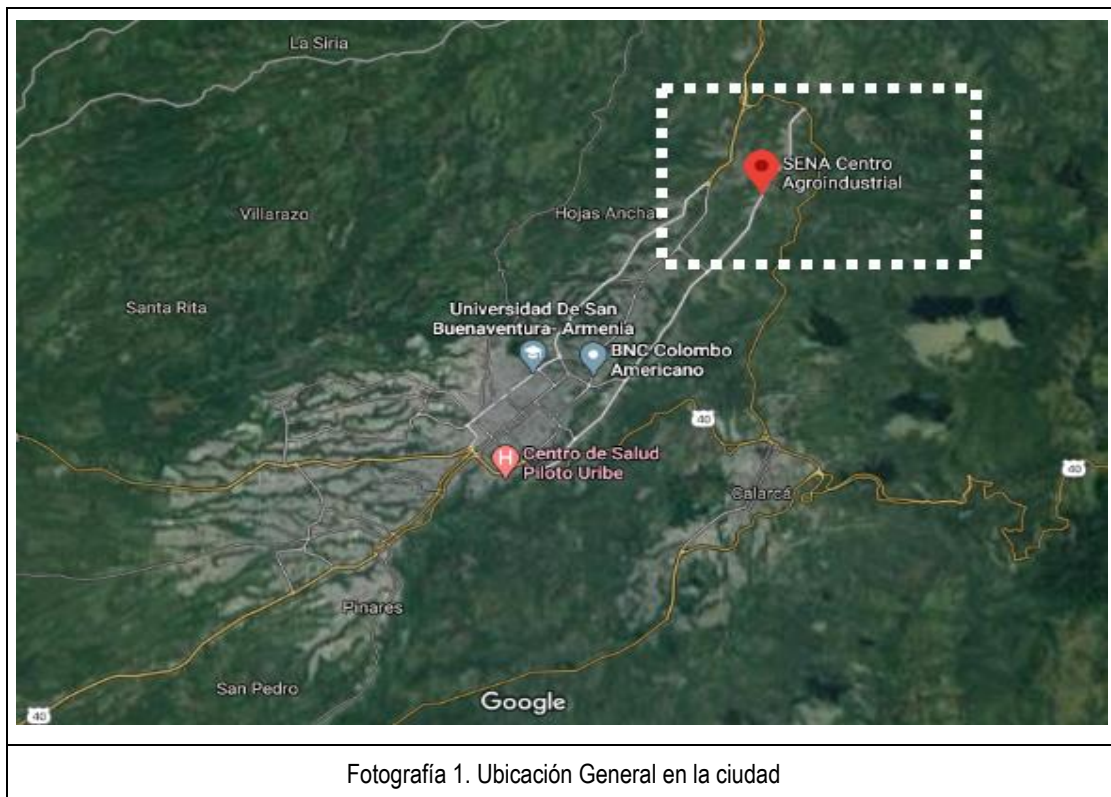 La Siria
SENA Centro
Agroindustrial
Villarazo
Hojas Anchas
Santa Rita
Universidad De San
Buenaventura- Armenia
BNC Colombo
Americano
40
Centro de Salud
Piloto Uribe
40
Calarcá
Pinares
San Pedro
Google
40
Fotografía 1. Ubicación General en la ciudad